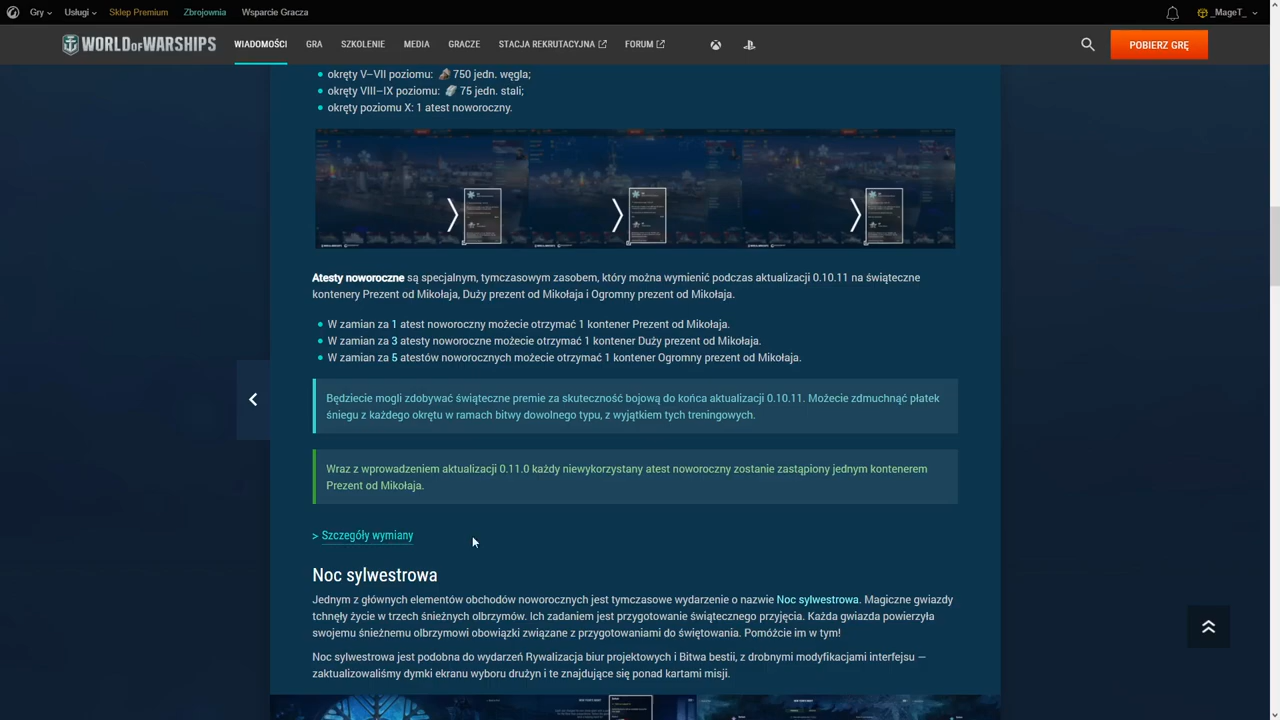 Gry
Usługi
Sklep Premium
Zbrojownia
Wsparcie Gracza
_MageT_
WORLD OF WARSHIPS
WIADOMOŚCI
GRA
SZKOLENIE
MEDIA
GRACZE
STACJA REKRUTACYJNA
FORUM
POBIERZ GRĘ
okręty V–VII poziomu: 750 jedn. węgla;
okręty VIII–IX poziomu: 75 jedn. stali;
okręty poziomu X: 1 atest noworoczny.
Atesty noworoczne są specjalnym, tymczasowym zasobem, który można wymienić podczas aktualizacji 0.10.11 na świąteczne
kontenery Prezent od Mikołaja, Duży prezent od Mikołaja i Ogromny prezent od Mikołaja.
W zamian za 1 atest noworoczny możecie otrzymać 1 kontener Prezent od Mikołaja.
W zamian za 3 atesty noworoczne możecie otrzymać 1 kontener Duży prezent od Mikołaja.
W zamian za 5 atestów noworocznych możecie otrzymać 1 kontener Ogromny prezent od Mikołaja.
Będziecie mogli zdobywać świąteczne premie za skuteczność bojową do końca aktualizacji 0.10.11. Możecie zdmuchnąć płatek
śniegu z każdego okrętu w ramach bitwy dowolnego typu, z wyjątkiem tych treningowych.
Wraz z wprowadzeniem aktualizacji 0.11.0 każdy niewykorzystany atest noworoczny zostanie zastąpiony jednym kontenerem
Prezent od Mikołaja.
> Szczegóły wymiany
Noc sylwestrowa
Jednym z głównych elementów obchodów noworocznych jest tymczasowe wydarzenie o nazwie Noc sylwestrowa. Magiczne gwiazdy
tchnęły życie w trzech śnieżnych olbrzymów. Ich zadaniem jest przygotowanie świątecznego przyjęcia. Każda gwiazda powierzyła
swojemu śnieżnemu olbrzymowi obowiązki związane z przygotowaniami do świętowania. Pomóżcie im w tym!
Noc sylwestrowa jest podobna do wydarzeń Rywalizacja biur projektowych i Bitwa bestii, z drobnymi modyfikacjami interfejsu —
zaktualizowaliśmy dymki ekranu wyboru drużyn i te znajdujące się ponad kartami misji.